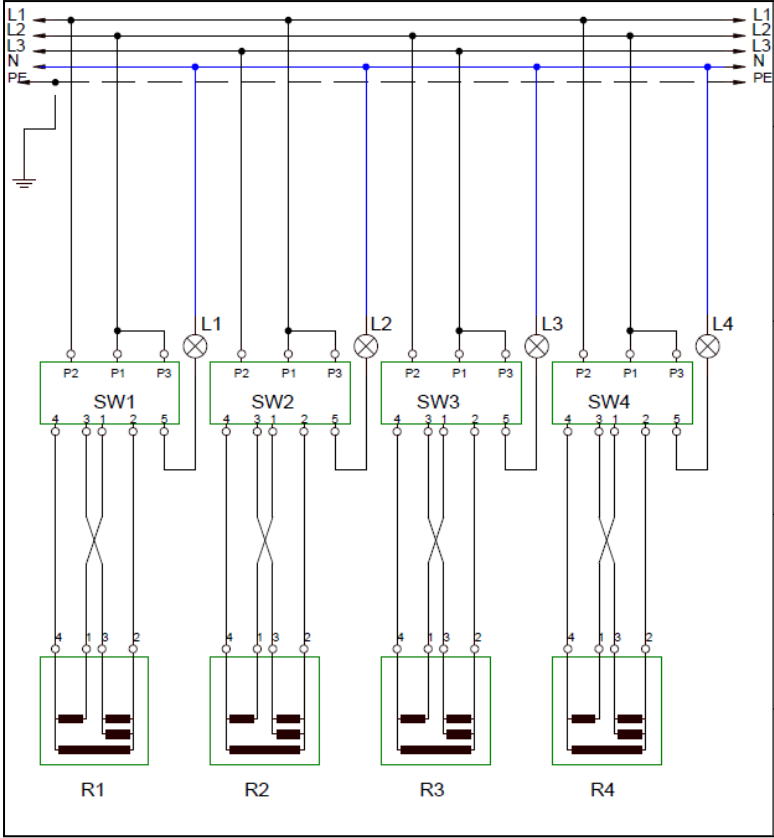 L1 L1
L2 L2
L3 L3
N N
PE PE
L1 L2 L3 L4
P2 P1 P3 P2 P1 P3 P2 P1 P3 P2 P1 P3
SW1 SW2 SW3 SW4
4 3 1 2 5 4 3 1 2 5 4 3 1 2 5 4 3 1 2 5
4 1 3 2 4 1 3 2 4 1 3 2 4 1 3 2
R1 R2 R3 R4